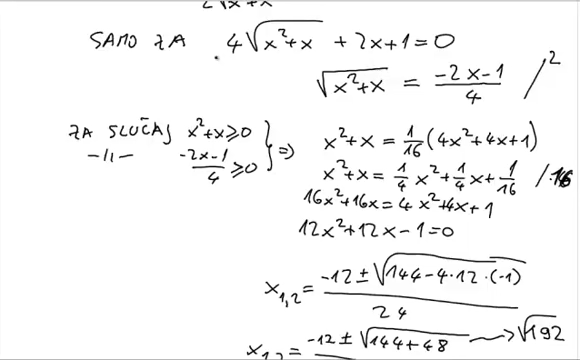 2√x+x
SAMO ZA 4√x²+x + 2x+1=0
√x²+x = -2x-1/4 /²
ZA SLUČAJ x²+x≥0 } => x²+x = 1/16(4x²+4x+1)
-11- -2x-1/4 ≥0
x²+x = 1/4 x²+1/4 x+1/16 /·16
16x²+16x=4x²+4x+1
12x²+12x-1=0
x1,2= -12±√144-4·12·(-1) / 24
x1,2= -12±√144+48 → √192